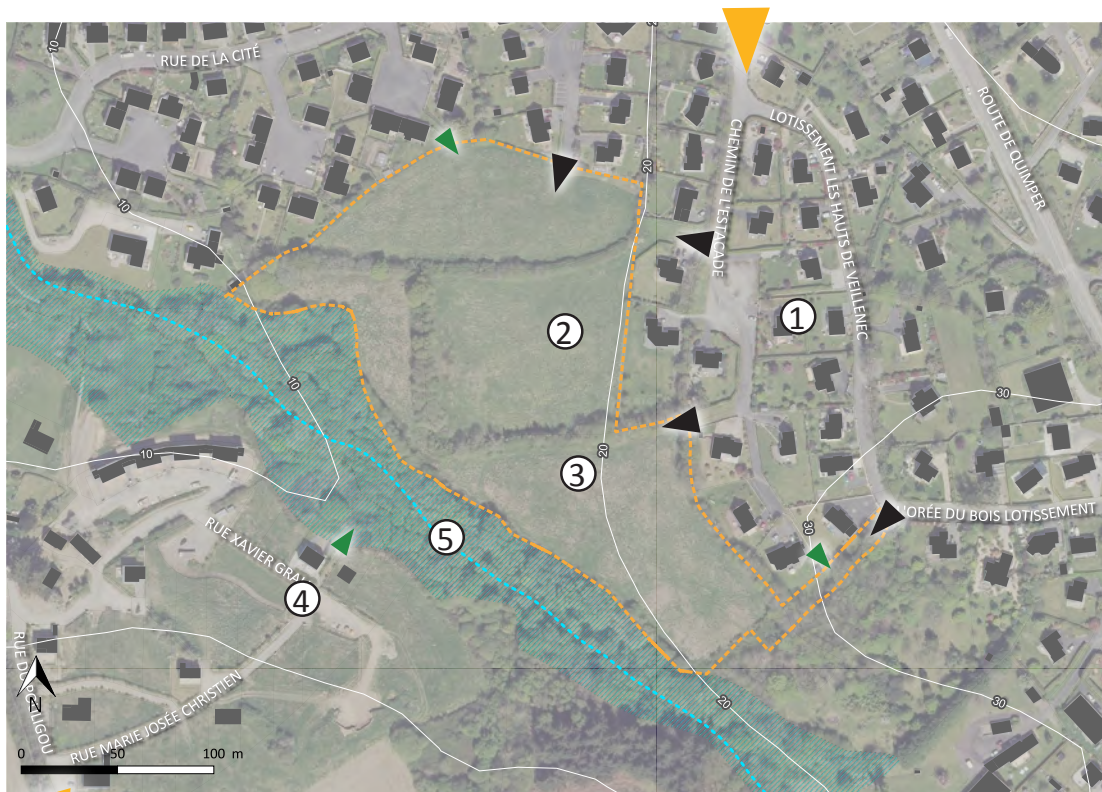 10
RUE DE LA CITÉ
20
CHEMIN DE L'ESTACADE
LOTISSEMENT LES HAUTS DE VEILLENEC
ROUTE DE QUIMPER
10
1
2
10
30
20
3
10
30
'ORÉE DU BOIS LOTISSEMENT
5
RUE XAVIER GRA
4
RUE MARIE JOSÉE CHRISTIEN
N
20
30
0 50 100 m